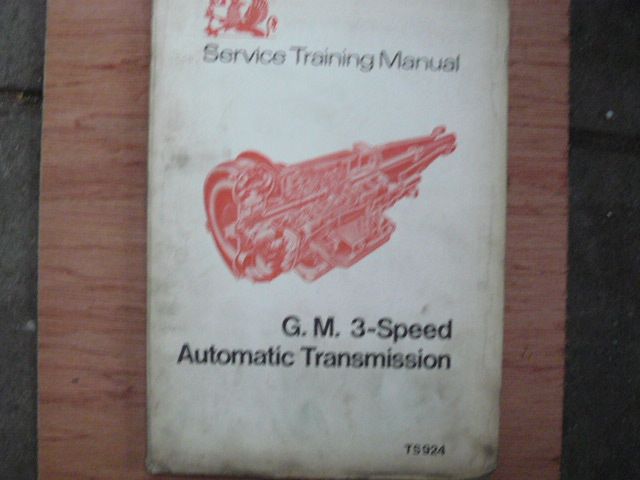 Service Training Manual
G. M. 3-Speed
Automatic Transmission
TS924